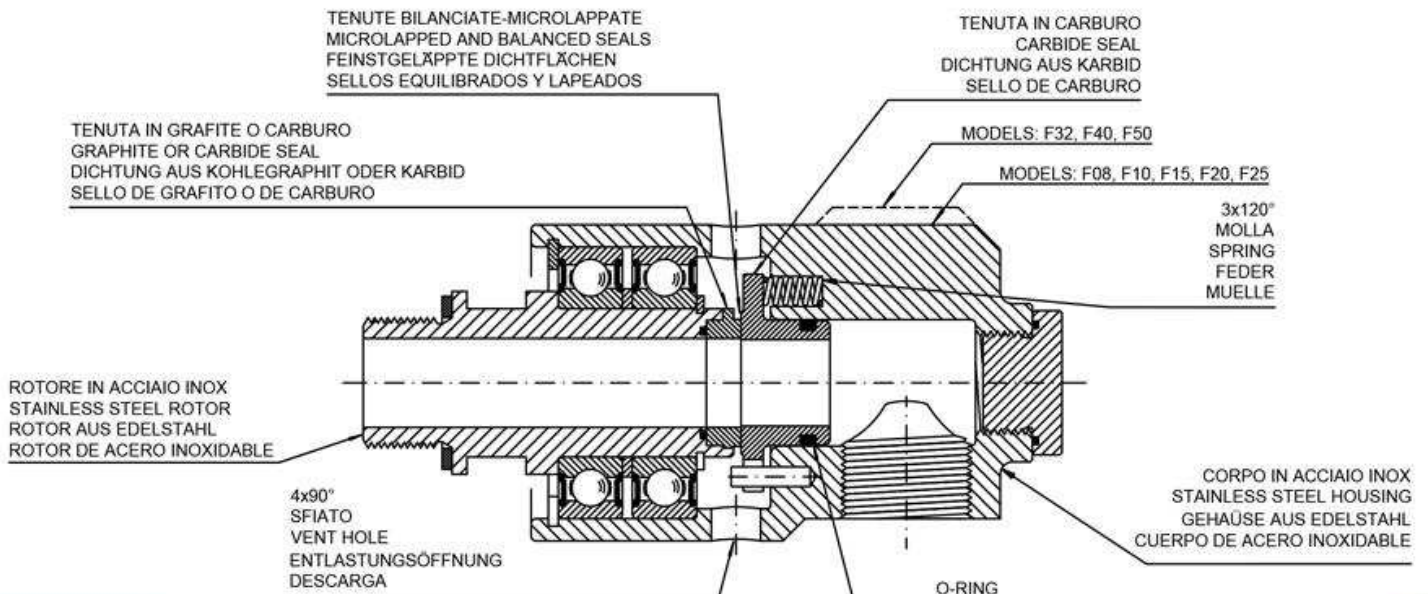 TENUTE BILANCIATE-MICROLAPPATE
MICROLAPPED AND BALANCED SEALS
FEINSTGELÄPPTE DICHTFLÄCHEN
SELLOS EQUILIBRADOS Y LAPEADOS
TENUTA IN CARBURO
CARBIDE SEAL
DICHTUNG AUS KARBID
SELLO DE CARBURO
TENUTA IN GRAFITE O CARBURO
GRAPHITE OR CARBIDE SEAL
DICHTUNG AUS KOHLEGRAPHIT ODER KARBID
SELLO DE GRAFITO O DE CARBURO
MODELS: F32, F40, F50
MODELS: F08, F10, F15, F20, F25
3x120°
MOLLA
SPRING
FEDER
MUELLE
ROTORE IN ACCIAIO INOX
STAINLESS STEEL ROTOR
ROTOR AUS EDELSTAHL
ROTOR DE ACERO INOXIDABLE
4x90°
SFIATO
VENT HOLE
ENTLASTUNGSÖFFNUNG
DESCARGA
CORPO IN ACCIAIO INOX
STAINLESS STEEL HOUSING
GEHAÜSE AUS EDELSTAHL
CUERPO DE ACERO INOXIDABLE
O-RING